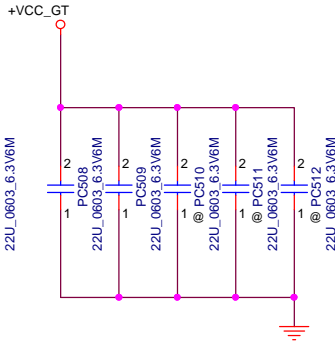 +VCC_GT
22U_0603_6.3V6M
2
1
PC508
22U_0603_6.3V6M
2
1
PC509
22U_0603_6.3V6M
2
1
@ PC510
22U_0603_6.3V6M
2
1
@ PC511
22U_0603_6.3V6M
2
1
@ PC512
22U_0603_6.3V6M